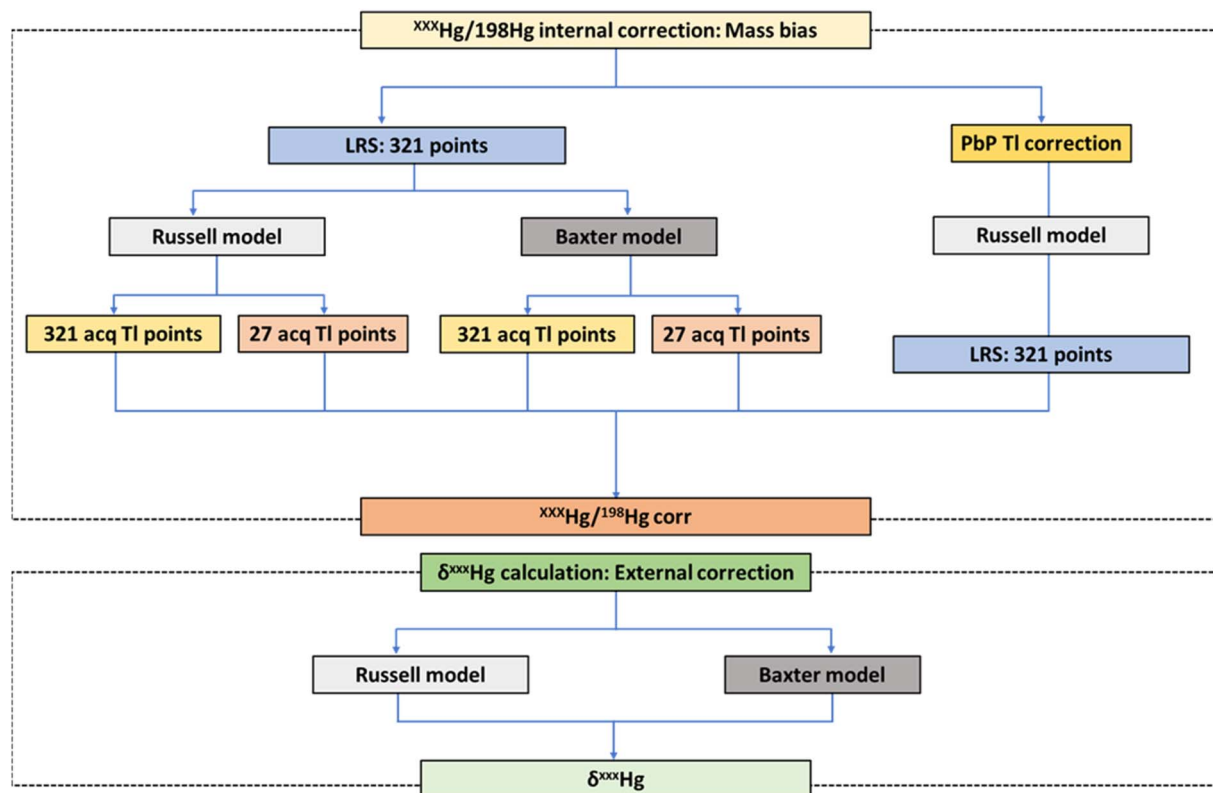 ᵡᵡᵡHg/198Hg internal correction: Mass bias
LRS: 321 points
PbP Tl correction
Russell model
Baxter model
Russell model
321 acq Tl points
27 acq Tl points
321 acq Tl points
27 acq Tl points
LRS: 321 points
ˣˣˣHg/¹⁹⁸Hg corr
δˣˣˣHg calculation: External correction
Russell model
Baxter model
δˣˣˣHg